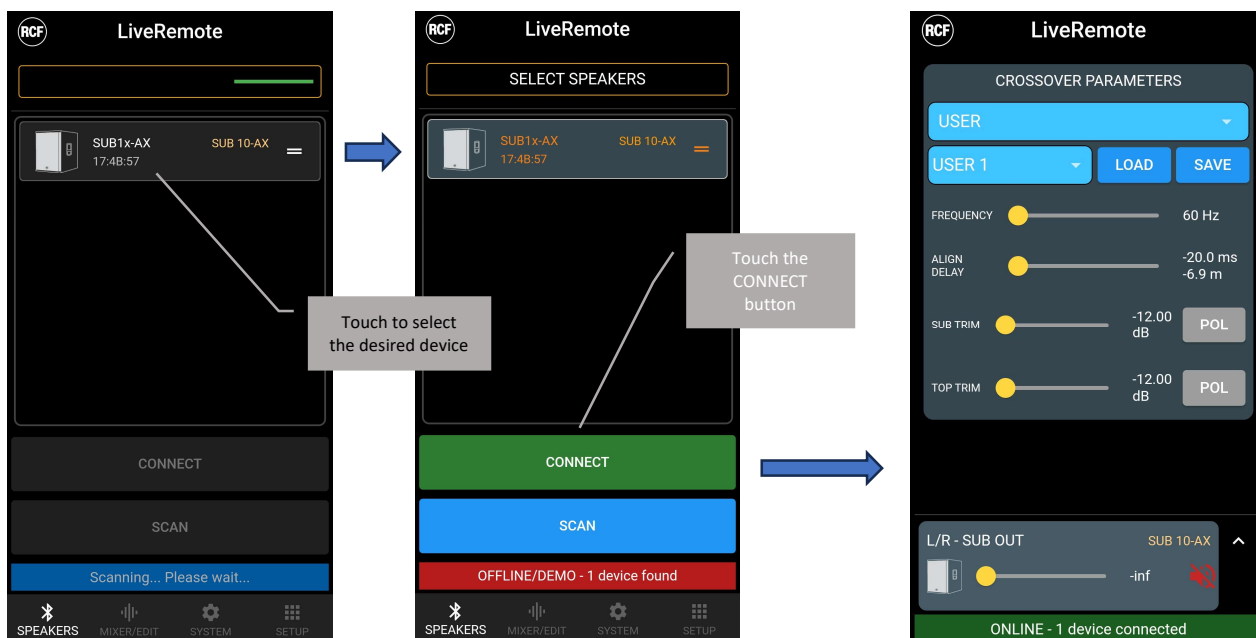 RCF LiveRemote
SUB1x-AX SUB 10-AX
17:4B:57
CONNECT
SCAN
Scanning... Please wait...
SPEAKERS MIXER/EDIT SYSTEM SETUP
Touch to select
the desired device
RCF LiveRemote
SELECT SPEAKERS
SUB1x-AX SUB 10-AX
17:4B:57
CONNECT
SCAN
OFFLINE/DEMO - 1 device found
SPEAKERS MIXER/EDIT SYSTEM SETUP
Touch the
CONNECT
button
RCF LiveRemote
CROSSOVER PARAMETERS
USER
USER 1 LOAD SAVE
FREQUENCY 60 Hz
ALIGN -20.0 ms
DELAY -6.9 m
SUB TRIM -12.00 POL
dB
TOP TRIM -12.00 POL
dB
L/R - SUB OUT SUB 10-AX
-inf
ONLINE - 1 device connected